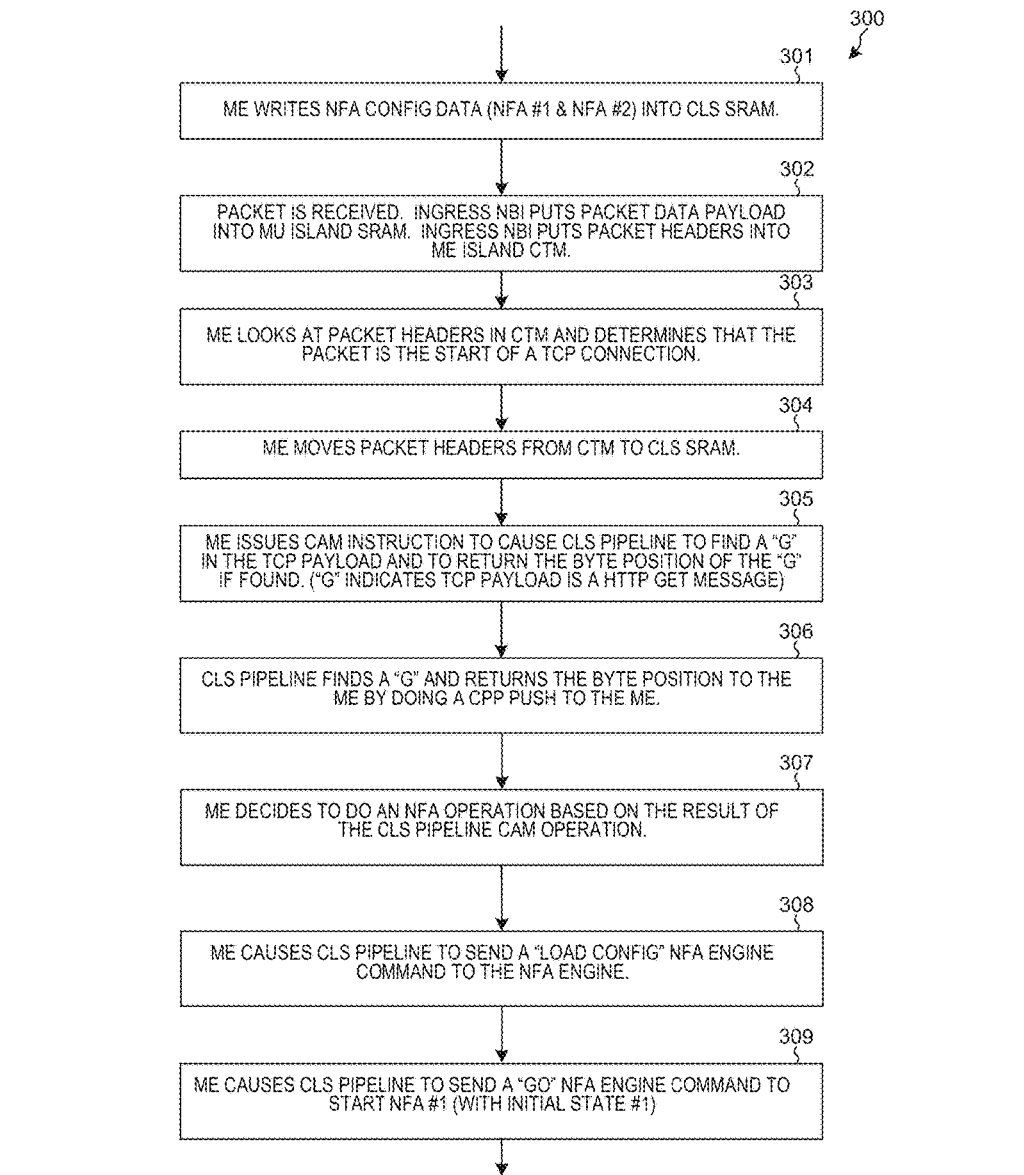 300
301
ME WRITES NFA CONFIG DATA (NFA #1 & NFA #2) INTO CLS SRAM.
302
PACKET IS RECEIVED. INGRESS NBI PUTS PACKET DATA PAYLOAD
INTO MU ISLAND SRAM. INGRESS NBI PUTS PACKET HEADERS INTO
ME ISLAND CTM.
303
ME LOOKS AT PACKET HEADERS IN CTM AND DETERMINES THAT THE
PACKET IS THE START OF A TCP CONNECTION.
304
ME MOVES PACKET HEADERS FROM CTM TO CLS SRAM.
305
ME ISSUES CAM INSTRUCTION TO CAUSE CLS PIPELINE TO FIND A “G”
IN THE TCP PAYLOAD AND TO RETURN THE BYTE POSITION OF THE “G”
IF FOUND. (“G” INDICATES TCP PAYLOAD IS A HTTP GET MESSAGE)
306
CLS PIPELINE FINDS A “G” AND RETURNS THE BYTE POSITION TO THE
ME BY DOING A CPP PUSH TO THE ME.
307
ME DECIDES TO DO AN NFA OPERATION BASED ON THE RESULT OF
THE CLS PIPELINE CAM OPERATION.
308
ME CAUSES CLS PIPELINE TO SEND A “LOAD CONFIG” NFA ENGINE
COMMAND TO THE NFA ENGINE.
309
ME CAUSES CLS PIPELINE TO SEND A “GO” NFA ENGINE COMMAND TO
START NFA #1 (WITH INITIAL STATE #1)